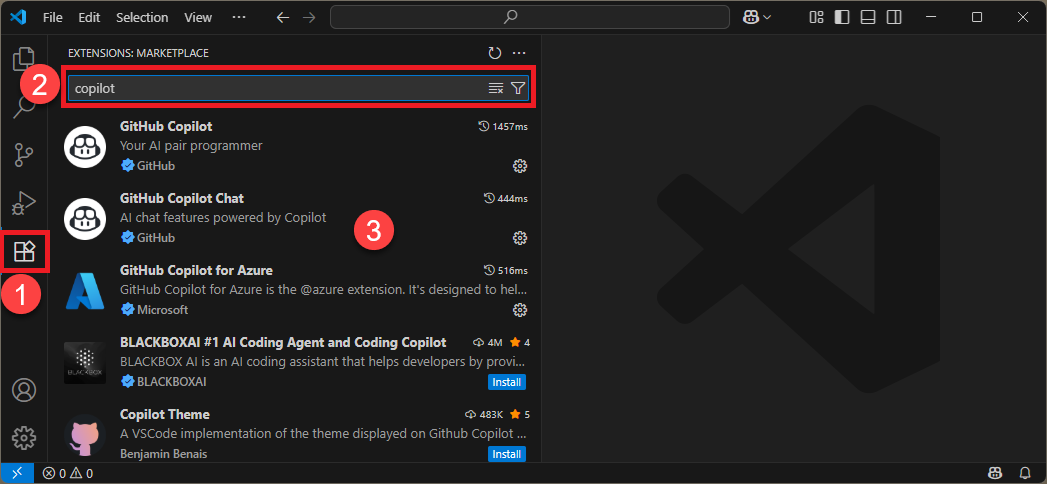 File Edit Selection View ···
EXTENSIONS: MARKETPLACE
2
copilot
GitHub Copilot 1457ms
Your AI pair programmer
GitHub
GitHub Copilot Chat 444ms
AI chat features powered by Copilot
GitHub
3
GitHub Copilot for Azure 516ms
GitHub Copilot for Azure is the @azure extension. It's designed to hel...
Microsoft
1
BLACKBOXAI #1 AI Coding Agent and Coding Copilot 4M 4
BLACKBOX AI is an AI coding assistant that helps developers by provi...
BLACKBOX
BLACKBOXAI Install
Copilot Theme 483K 5
A VSCode implementation of the theme displayed on Github Copilot ...
Benjamin Benais Install
0 0